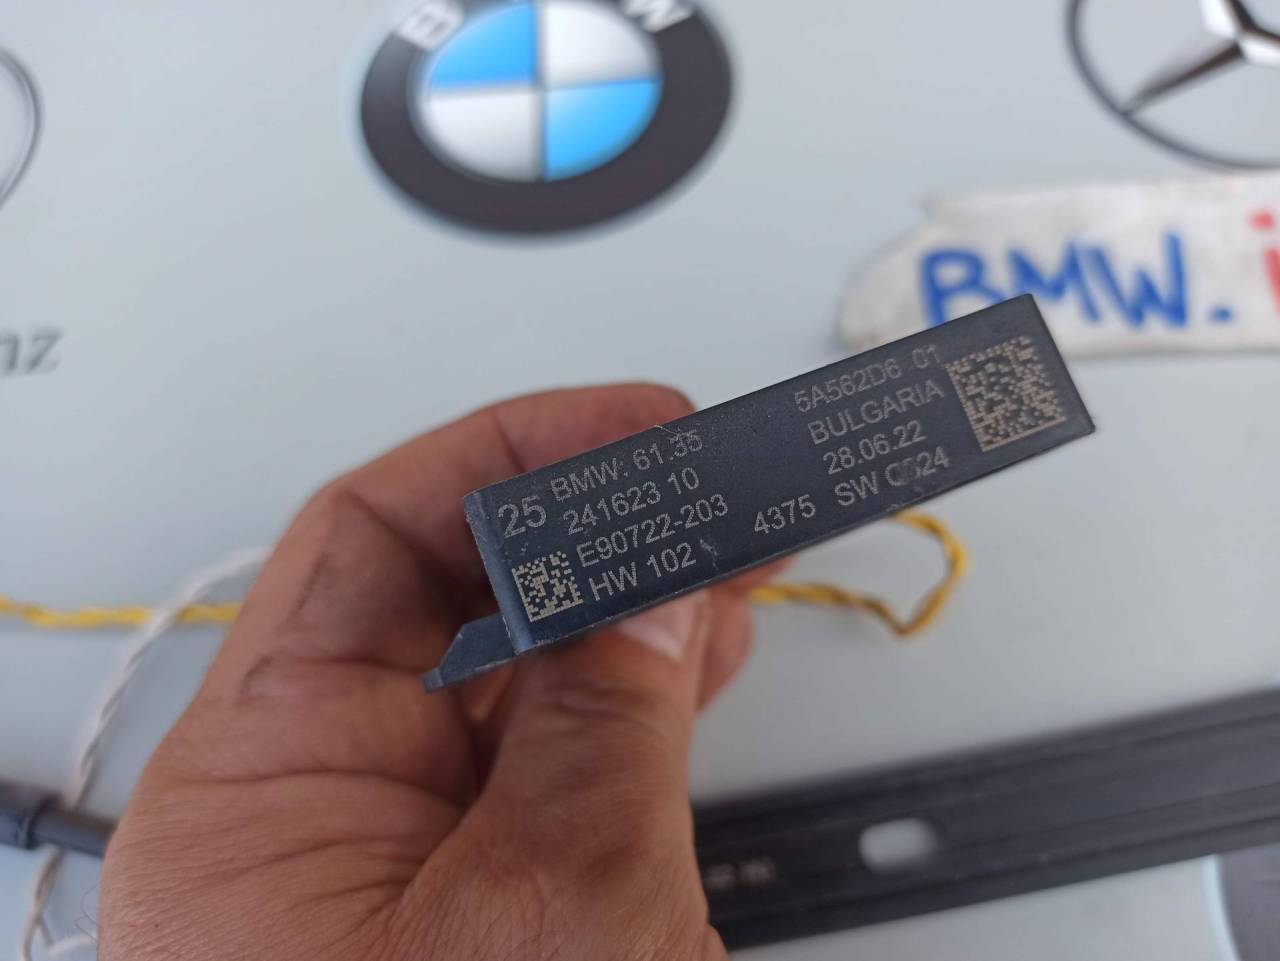 BMW
BMW.i
25 BMW: 61.35
241623 10
E90722-203
HW 102
5A562D6 01
BULGARIA
28.06.22
4375 SW